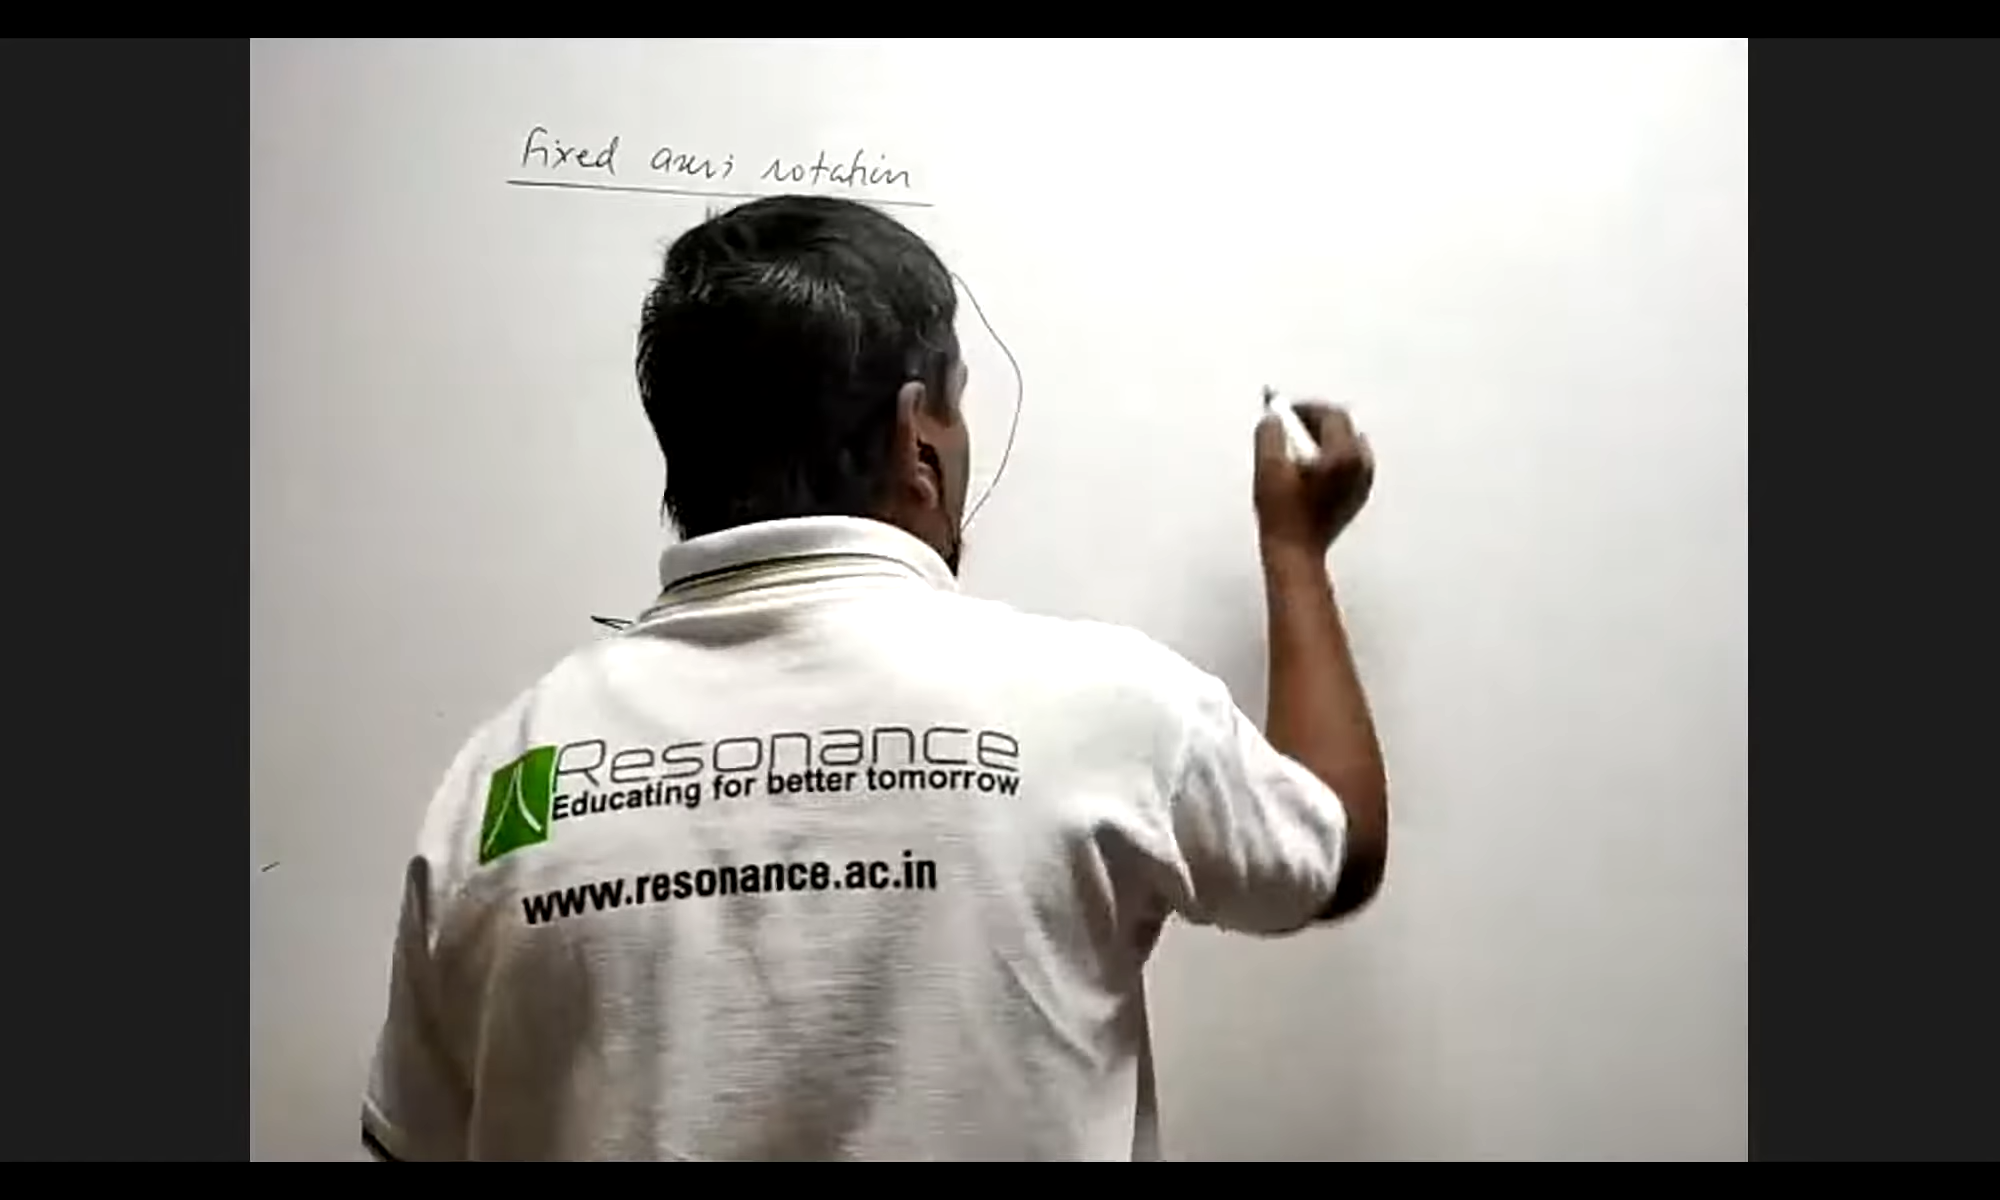 Fixed axis rotation
Resonance
Educating for better tomorrow
www.resonance.ac.in